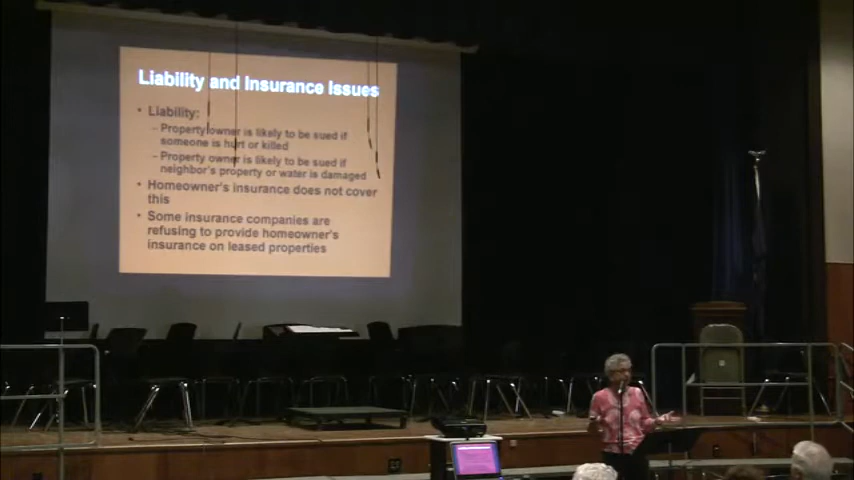 Liability and Insurance Issues
• Liability:
– Property owner is likely to be sued if
someone is hurt or killed
– Property owner is likely to be sued if
neighbor's property or water is damaged
• Homeowner's insurance does not cover
this
• Some insurance companies are
refusing to provide homeowner's
insurance on leased properties